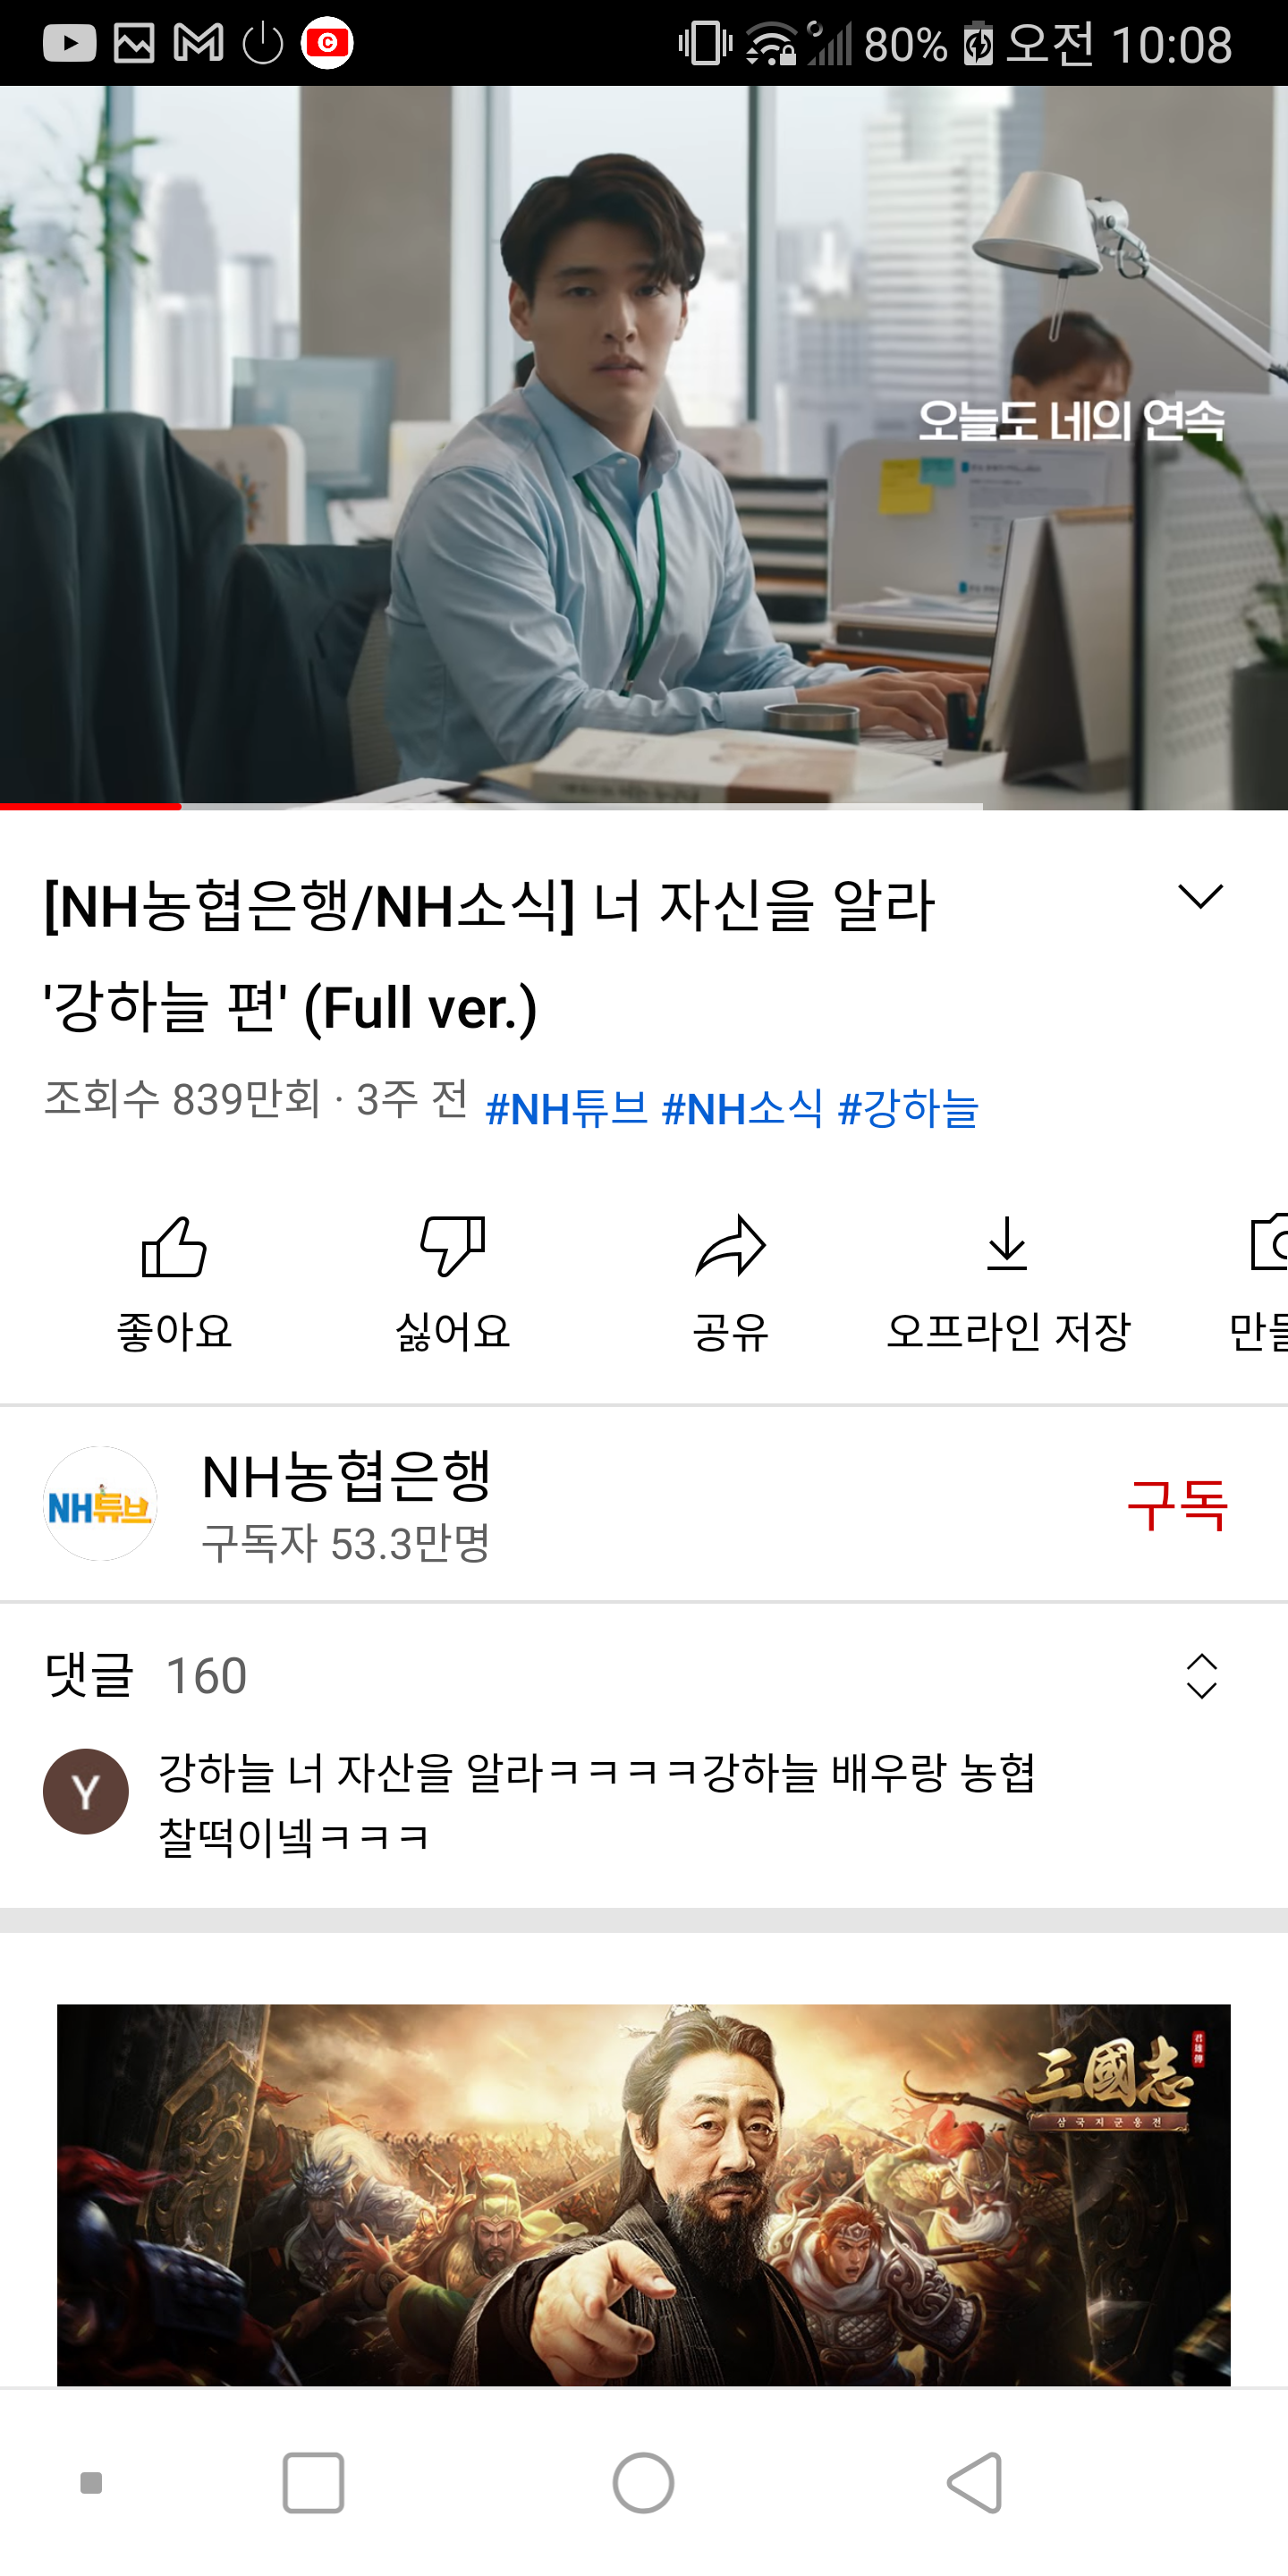 80% 오전 10:08
오늘도 네의 연속
[NH농협은행/NH소식] 너 자신을 알라
'강하늘 편' (Full ver.)
조회수 839만회 · 3주 전 #NH튜브 #NH소식 #강하늘
좋아요 싫어요 공유 오프라인 저장
NH튜브
NH농협은행
구독자 53.3만명
구독
댓글 160
Y
강하늘 너 자산을 알라ㅋㅋㅋㅋ강하늘 배우랑 농협
찰떡이넼ㅋㅋㅋ
三國志
君雄傳
삼국지군웅전